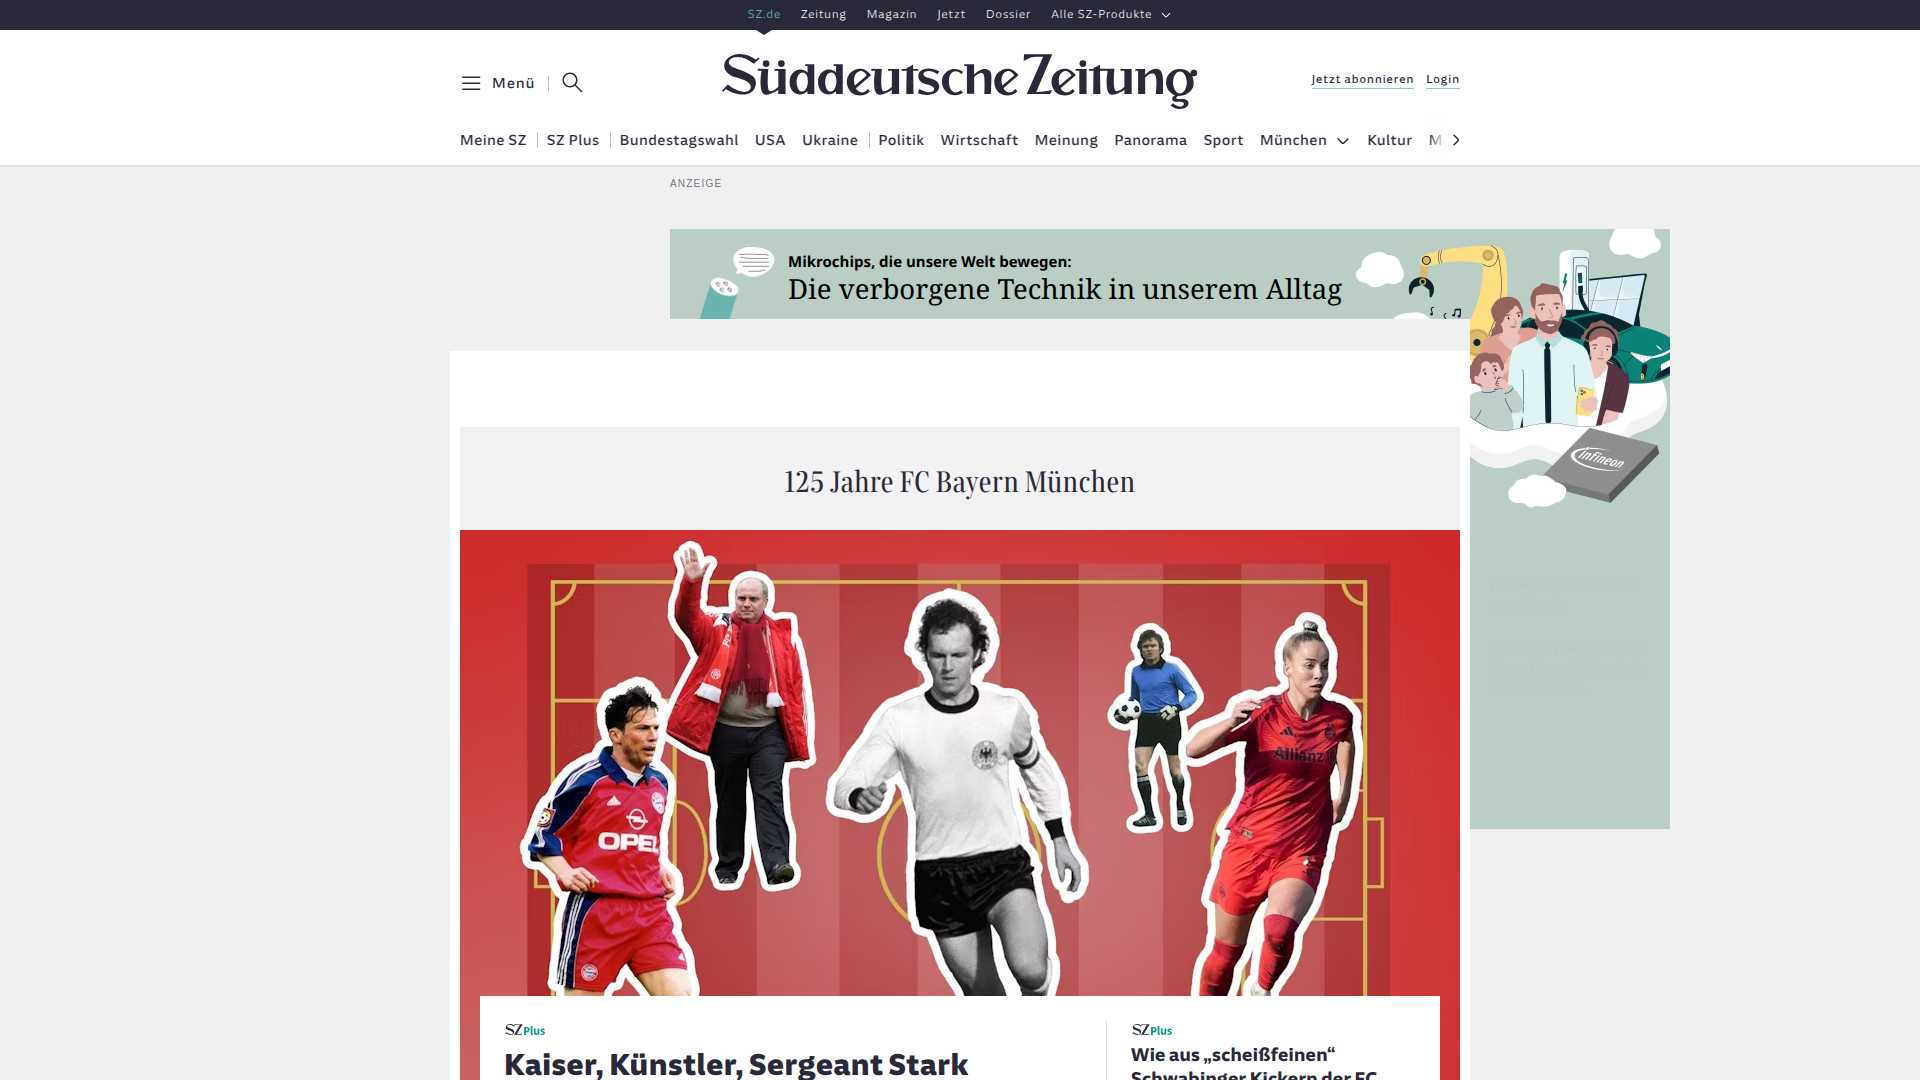 SZ.de Zeitung Magazin Jetzt Dossier Alle SZ-Produkte
Menü
Süddeutsche Zeitung
Jetzt abonnieren Login
Meine SZ SZ Plus Bundestagswahl USA Ukraine Politik Wirtschaft Meinung Panorama Sport München Kultur M
ANZEIGE
Mikrochips, die unsere Welt bewegen:
Die verborgene Technik in unserem Alltag
infineon
125 Jahre FC Bayern München
OPEL
Allianz
SZ Plus
Kaiser, Künstler, Sergeant Stark
SZ Plus
Wie aus „scheißfeinen“
Schwabinger Kickern der FC